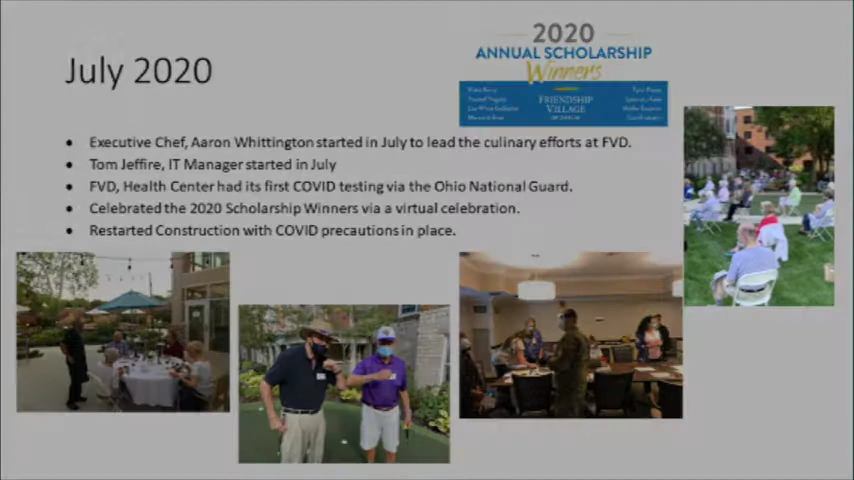 July 2020
2020
ANNUAL SCHOLARSHIP
Winners
FRIENDSHIP
VILLAGE
• Executive Chef, Aaron Whittington started in July to lead the culinary efforts at FVD.
• Tom Jeffire, IT Manager started in July
• FVD, Health Center had its first COVID testing via the Ohio National Guard.
• Celebrated the 2020 Scholarship Winners via a virtual celebration.
• Restarted Construction with COVID precautions in place.